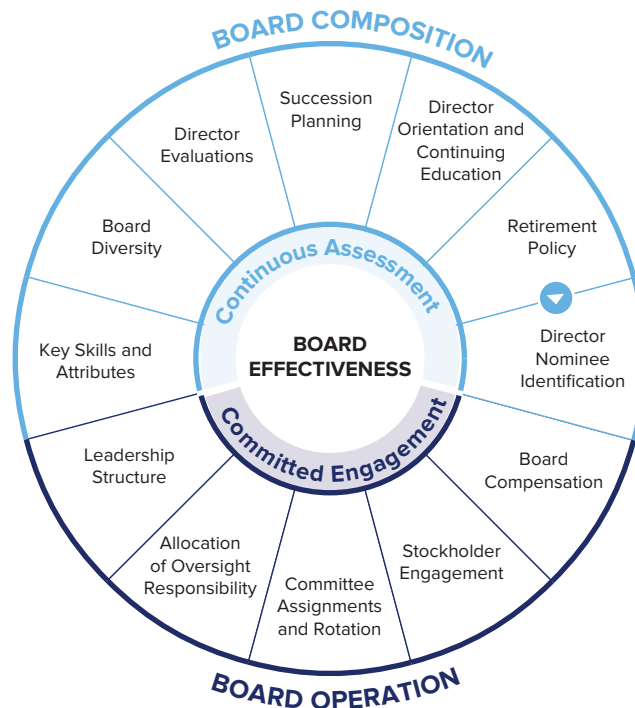 BOARD COMPOSITION
Succession
Planning
Director
Orientation and
Continuing
Education
Director
Evaluations
Retirement
Policy
Board
Diversity
Continuous Assessment
Director
Nominee
Identification
Key Skills and
Attributes
BOARD
EFFECTIVENESS
Committed Engagement
Leadership
Structure
Board
Compensation
Allocation
of Oversight
Responsibility
Stockholder
Engagement
Committee
Assignments
and Rotation
BOARD OPERATION